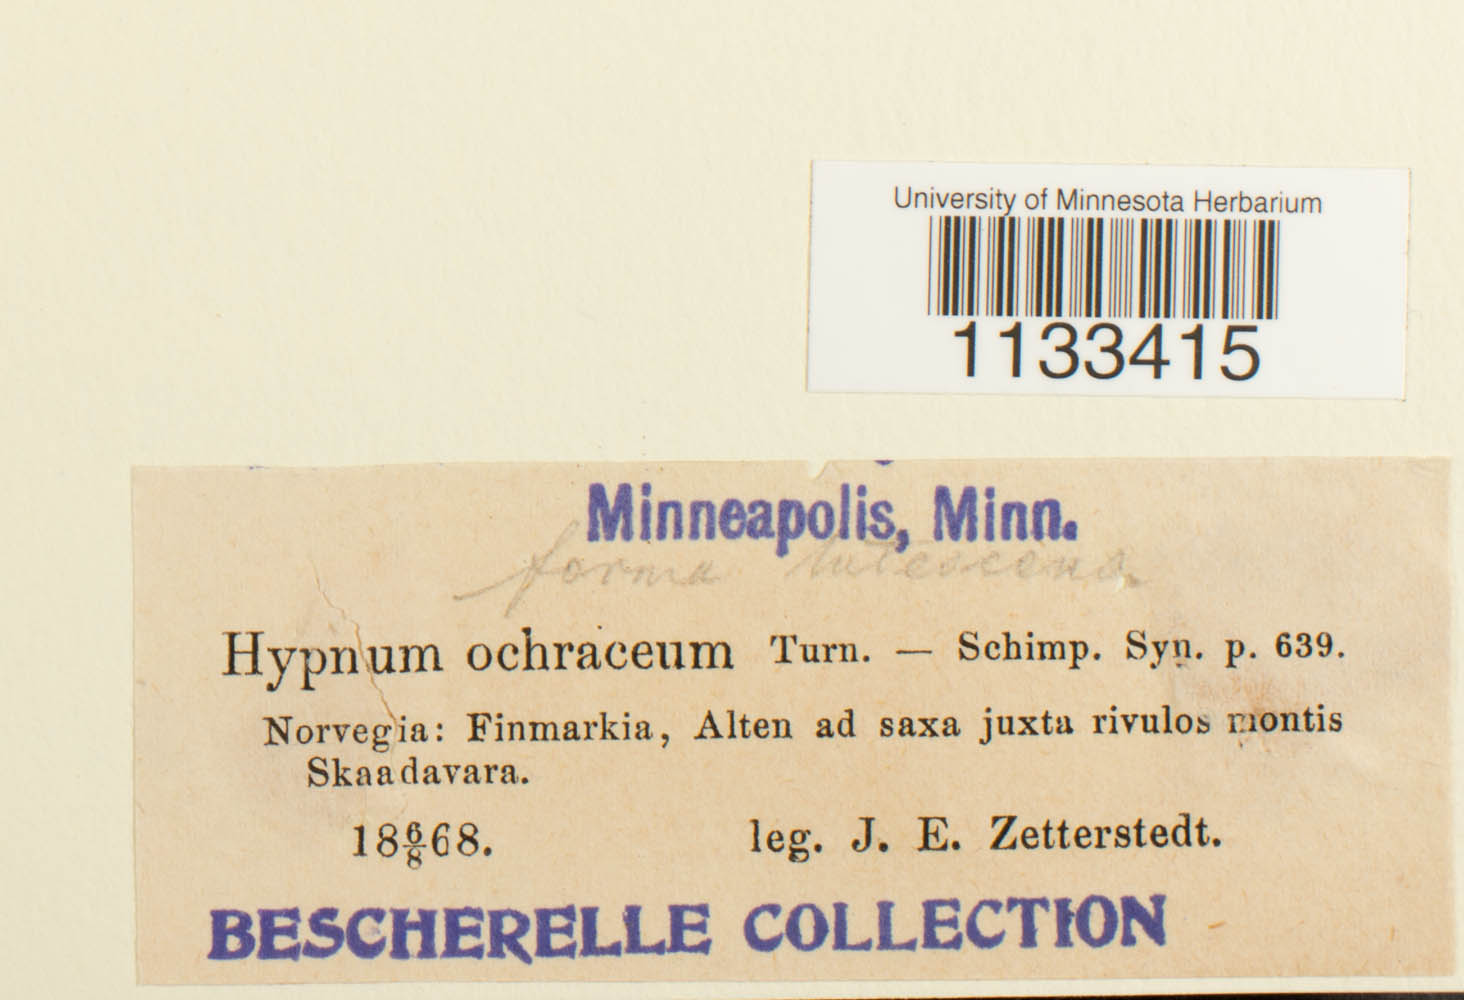 University of Minnesota Herbarium
1133415
Minneapolis, Minn.
forma lutescens
Hypnum ochraceum Turn. — Schimp. Syn. p. 639.
Norvegia: Finmarkia, Alten ad saxa juxta rivulos montis
Skaadavara.
18 6/8 68. leg. J. E. Zetterstedt.
BESCHERELLE COLLECTION